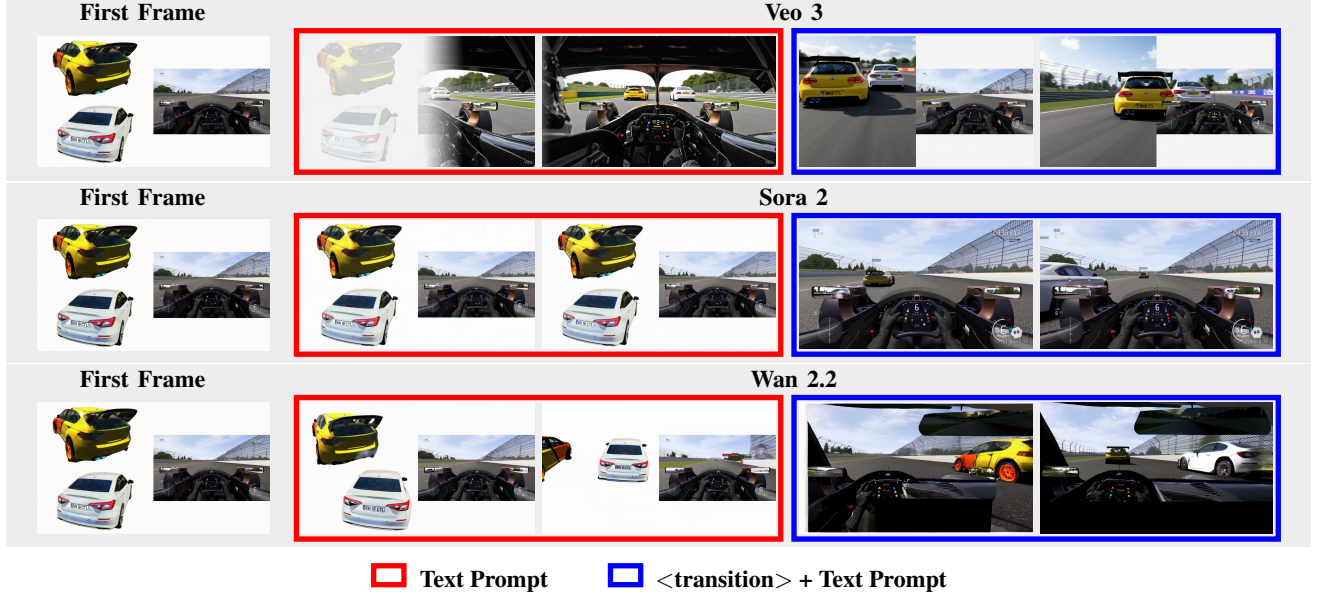 First Frame
Veo 3
First Frame
Sora 2
First Frame
Wan 2.2
Text Prompt
<transition> + Text Prompt